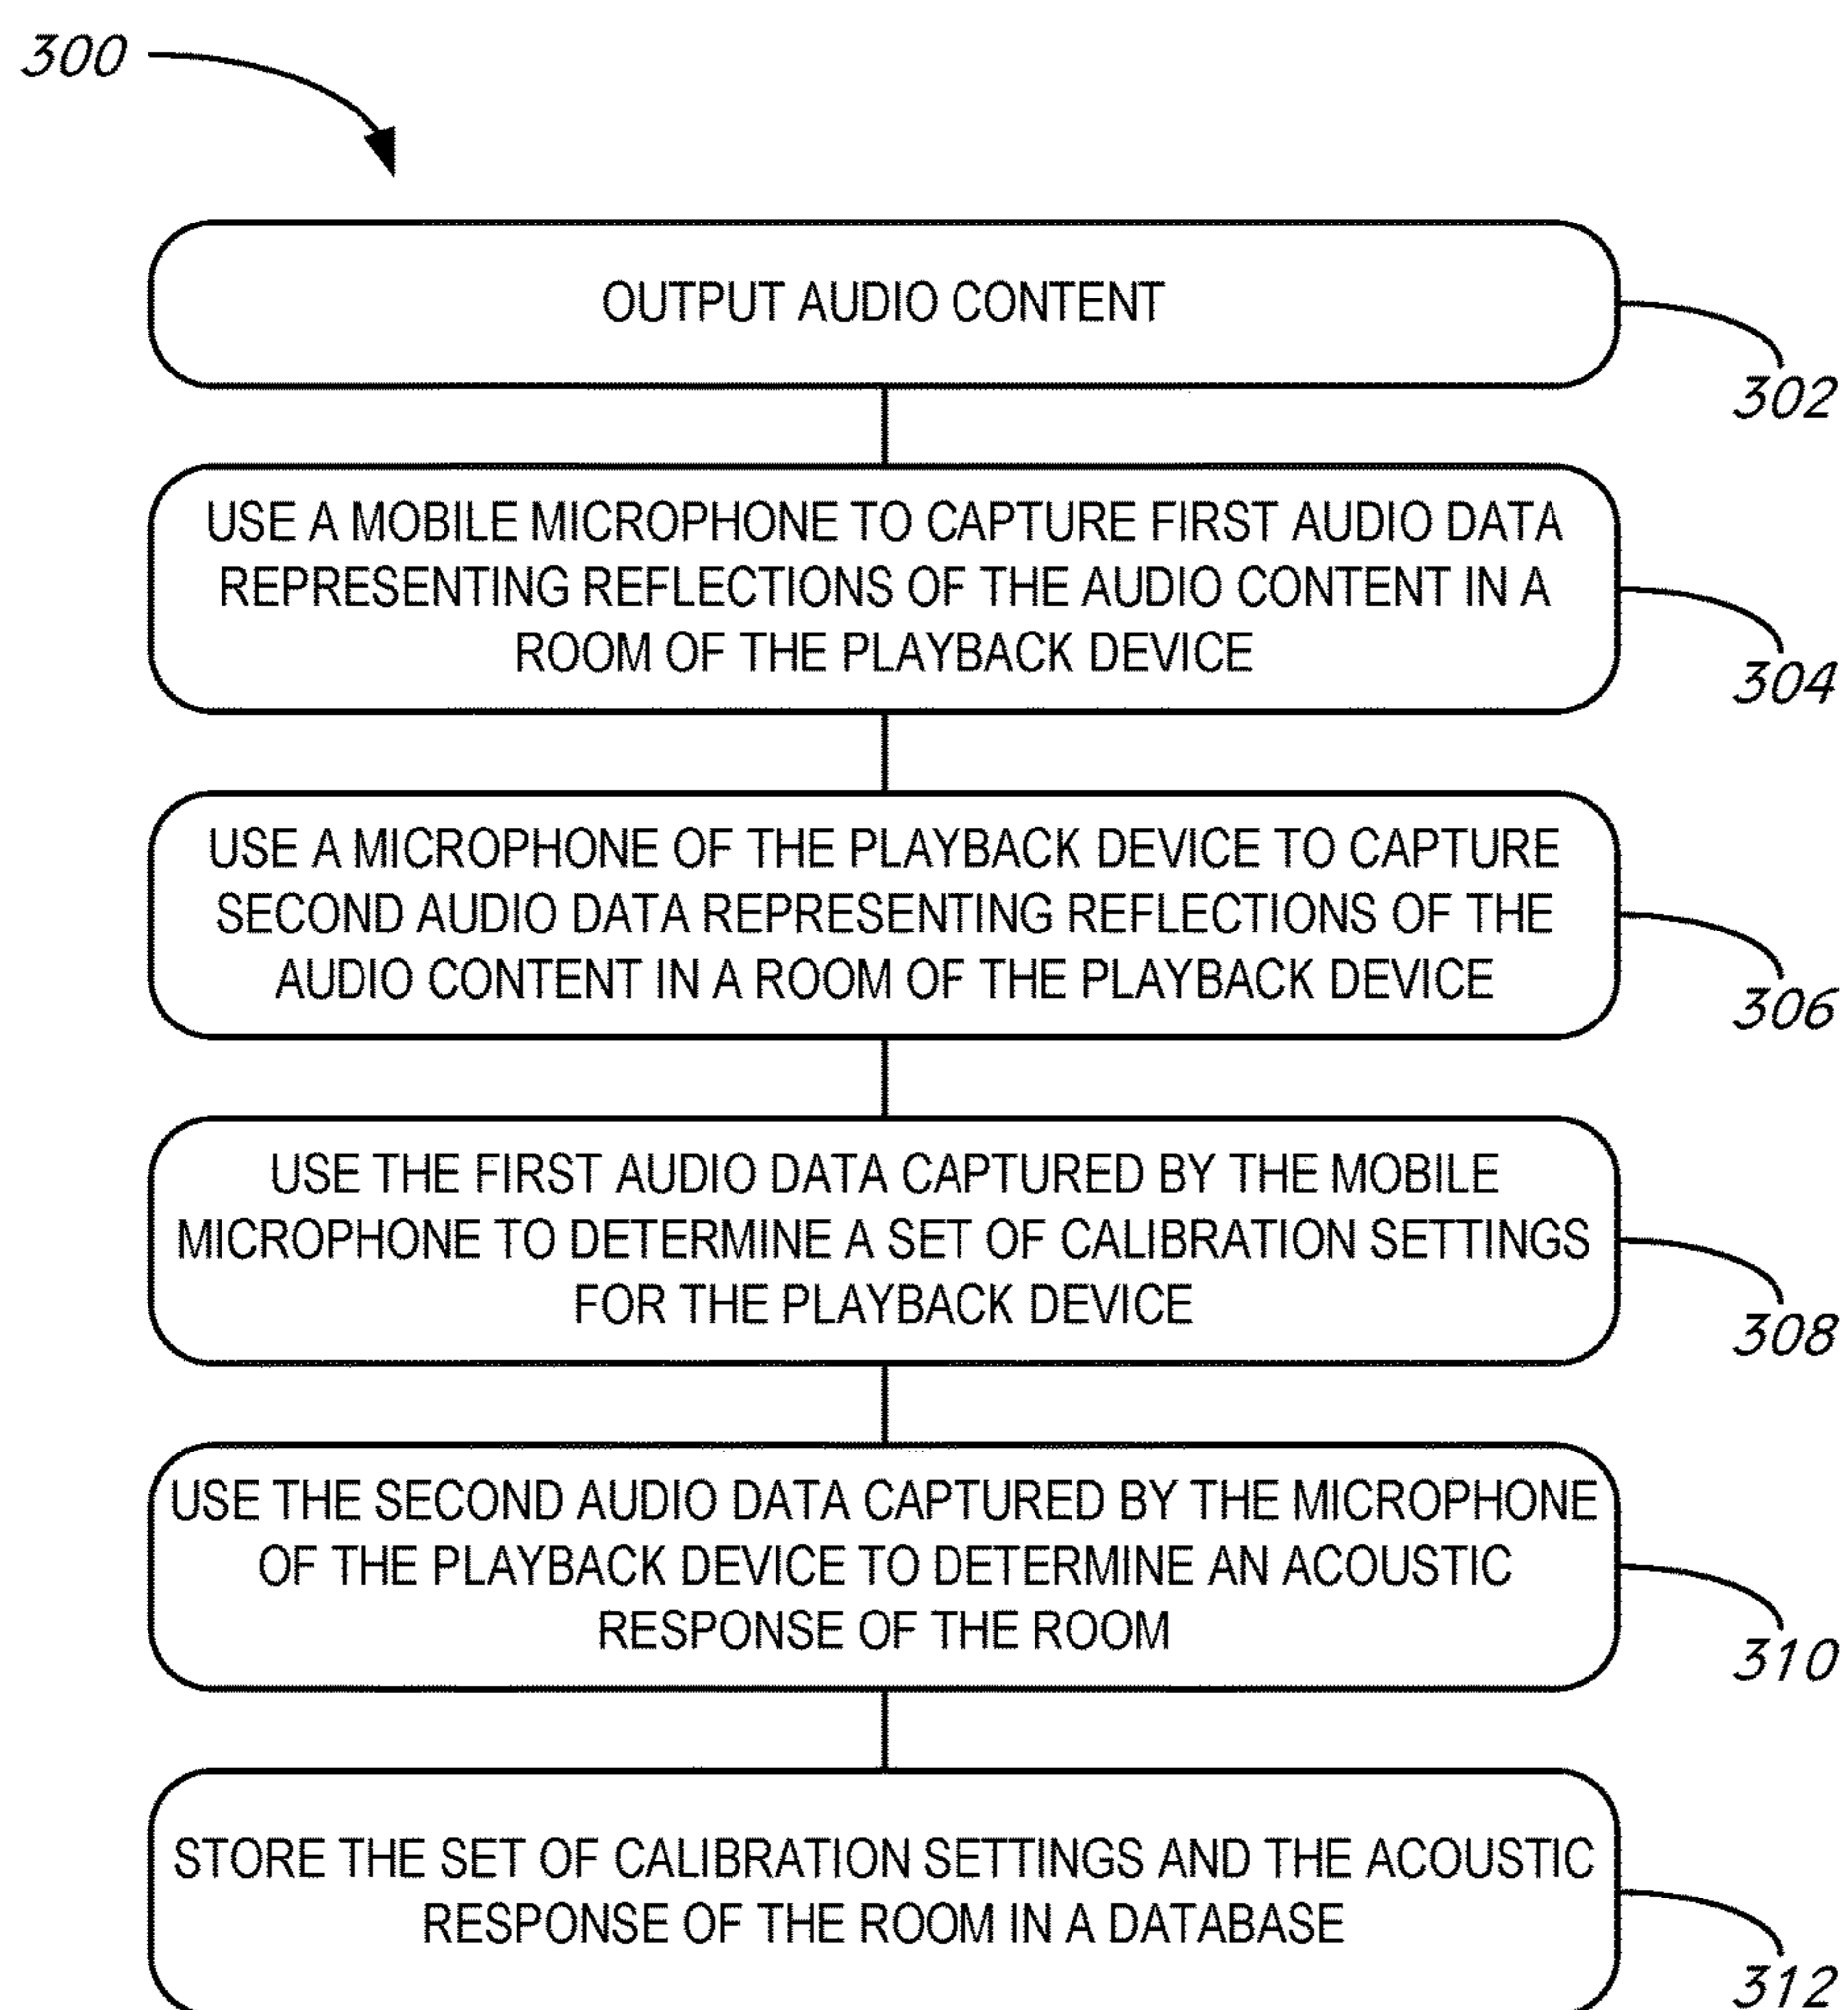 300
OUTPUT AUDIO CONTENT
302
USE A MOBILE MICROPHONE TO CAPTURE FIRST AUDIO DATA
REPRESENTING REFLECTIONS OF THE AUDIO CONTENT IN A
ROOM OF THE PLAYBACK DEVICE
304
USE A MICROPHONE OF THE PLAYBACK DEVICE TO CAPTURE
SECOND AUDIO DATA REPRESENTING REFLECTIONS OF THE
AUDIO CONTENT IN A ROOM OF THE PLAYBACK DEVICE
306
USE THE FIRST AUDIO DATA CAPTURED BY THE MOBILE
MICROPHONE TO DETERMINE A SET OF CALIBRATION SETTINGS
FOR THE PLAYBACK DEVICE
308
USE THE SECOND AUDIO DATA CAPTURED BY THE MICROPHONE
OF THE PLAYBACK DEVICE TO DETERMINE AN ACOUSTIC
RESPONSE OF THE ROOM
310
STORE THE SET OF CALIBRATION SETTINGS AND THE ACOUSTIC
RESPONSE OF THE ROOM IN A DATABASE
312